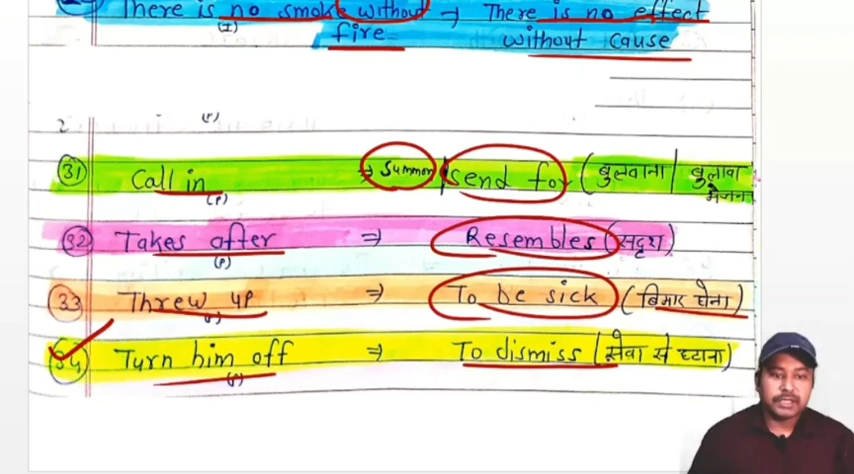 There is no smoke without → There is no effect
(I)
fire without cause
2 (P)
(31) Call in ⇒ Summon / Send for (बुलवाना / बुलावा भेजना
(P)
(32) Takes after ⇒ Resembles (सदृश)
(P)
(33) Threw up ⇒ To be sick (बिमार होना)
(34) Turn him off ⇒ To dismiss (सेवा से हटाना)
(P)